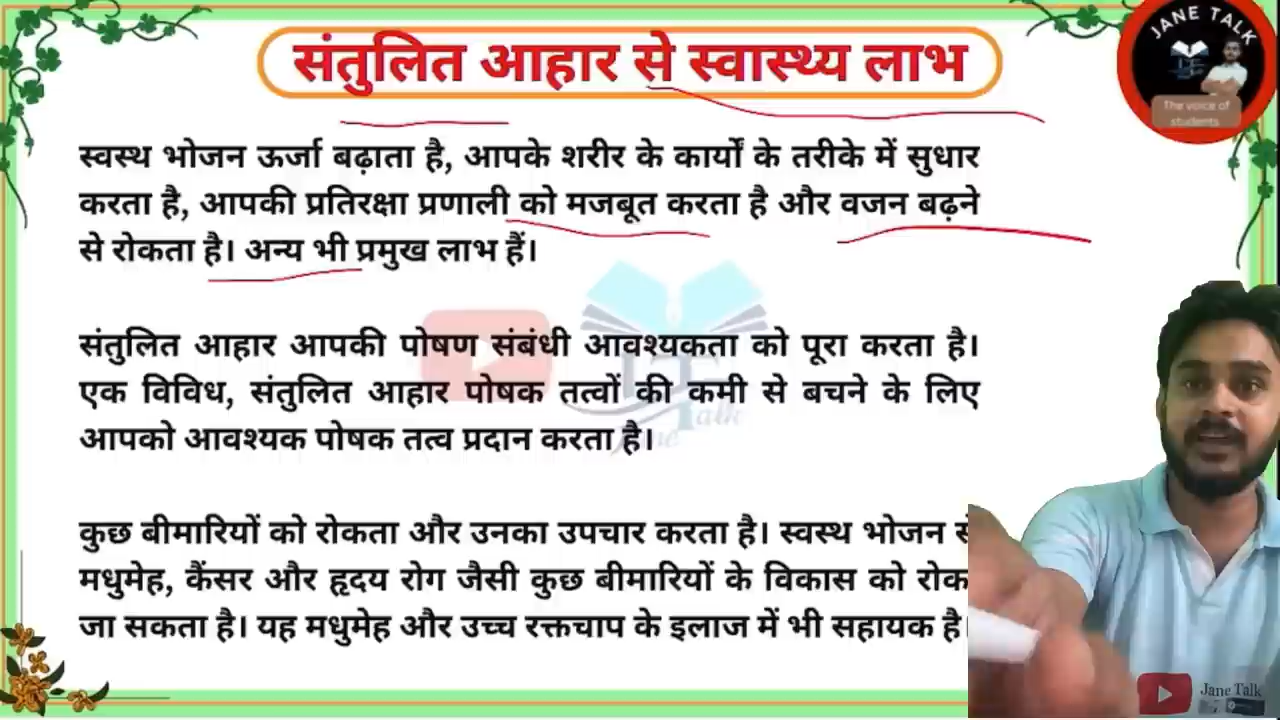 संतुलित आहार से स्वास्थ्य लाभ
JANE TALK
The voice of
students
स्वस्थ भोजन ऊर्जा बढ़ाता है, आपके शरीर के कार्यों के तरीके में सुधार
करता है, आपकी प्रतिरक्षा प्रणाली को मजबूत करता है और वजन बढ़ने
से रोकता है। अन्य भी प्रमुख लाभ हैं।
संतुलित आहार आपकी पोषण संबंधी आवश्यकता को पूरा करता है।
एक विविध, संतुलित आहार पोषक तत्वों की कमी से बचने के लिए
आपको आवश्यक पोषक तत्व प्रदान करता है।
कुछ बीमारियों को रोकता और उनका उपचार करता है। स्वस्थ भोजन से
मधुमेह, कैंसर और हृदय रोग जैसी कुछ बीमारियों के विकास को
जा सकता है। यह मधुमेह और उच्च रक्तचाप के इलाज में भी सहायक है।
Jane Talk